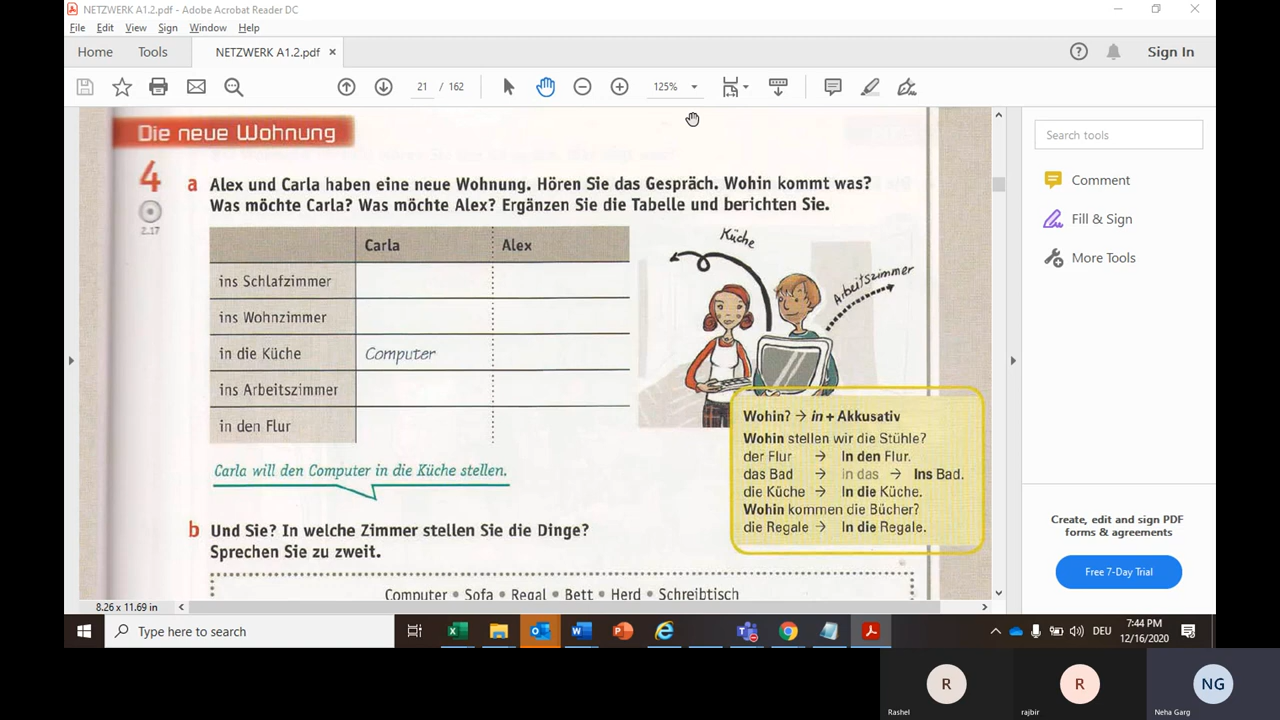 NETZWERK A1.2.pdf - Adobe Acrobat Reader DC
File Edit View Sign Window Help
Home Tools NETZWERK A1.2.pdf × Sign In
21 / 162 125%
Die neue Wohnung
4 a Alex und Carla haben eine neue Wohnung. Hören Sie das Gespräch. Wohin kommt was?
Was möchte Carla? Was möchte Alex? Ergänzen Sie die Tabelle und berichten Sie.
2.17
Carla Alex
ins Schlafzimmer
ins Wohnzimmer
in die Küche Computer
ins Arbeitszimmer
in den Flur
Küche
Arbeitszimmer
Carla will den Computer in die Küche stellen.
Wohin? → in + Akkusativ
Wohin stellen wir die Stühle?
der Flur → In den Flur.
das Bad → in das → Ins Bad.
die Küche → In die Küche.
Wohin kommen die Bücher?
die Regale → In die Regale.
b Und Sie? In welche Zimmer stellen Sie die Dinge?
Sprechen Sie zu zweit.
Computer • Sofa • Regal • Bett • Herd • Schreibtisch
8.26 x 11.69 in
Search tools
Comment
Fill & Sign
More Tools
Create, edit and sign PDF
forms & agreements
Free 7-Day Trial
Type here to search
DEU
7:44 PM
12/16/2020
R
Rashel
R
rajbir
NG
Neha Garg